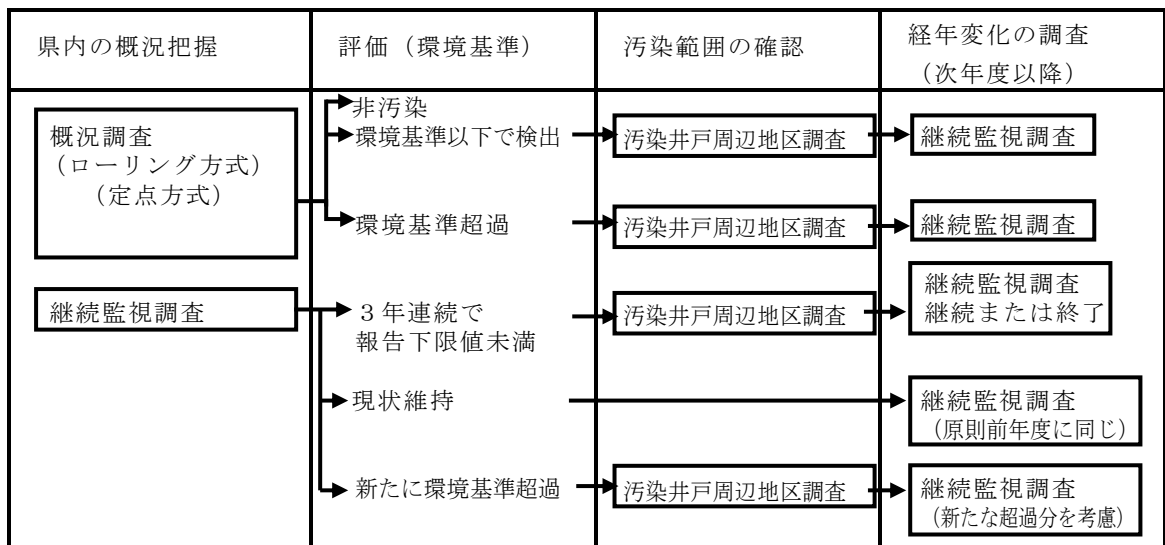 県内の概況把握
評価（環境基準）
汚染範囲の確認
経年変化の調査
（次年度以降）
概況調査
（ローリング方式）
（定点方式）
非汚染
環境基準以下で検出
汚染井戸周辺地区調査
継続監視調査
環境基準超過
汚染井戸周辺地区調査
継続監視調査
継続監視調査
３年連続で
報告下限値未満
汚染井戸周辺地区調査
継続監視調査
継続または終了
現状維持
継続監視調査
（原則前年度に同じ）
新たに環境基準超過
汚染井戸周辺地区調査
継続監視調査
（新たな超過分を考慮）